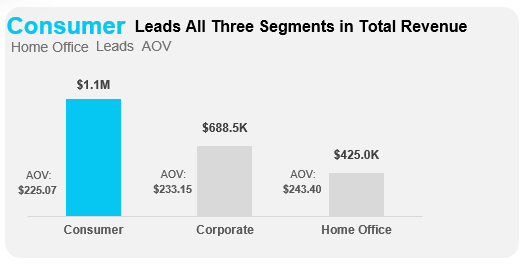 Consumer Leads All Three Segments in Total Revenue
Home Office Leads AOV
$1.1M
$688.5K
$425.0K
AOV:
$225.07
AOV:
$233.15
AOV:
$243.40
Consumer
Corporate
Home Office